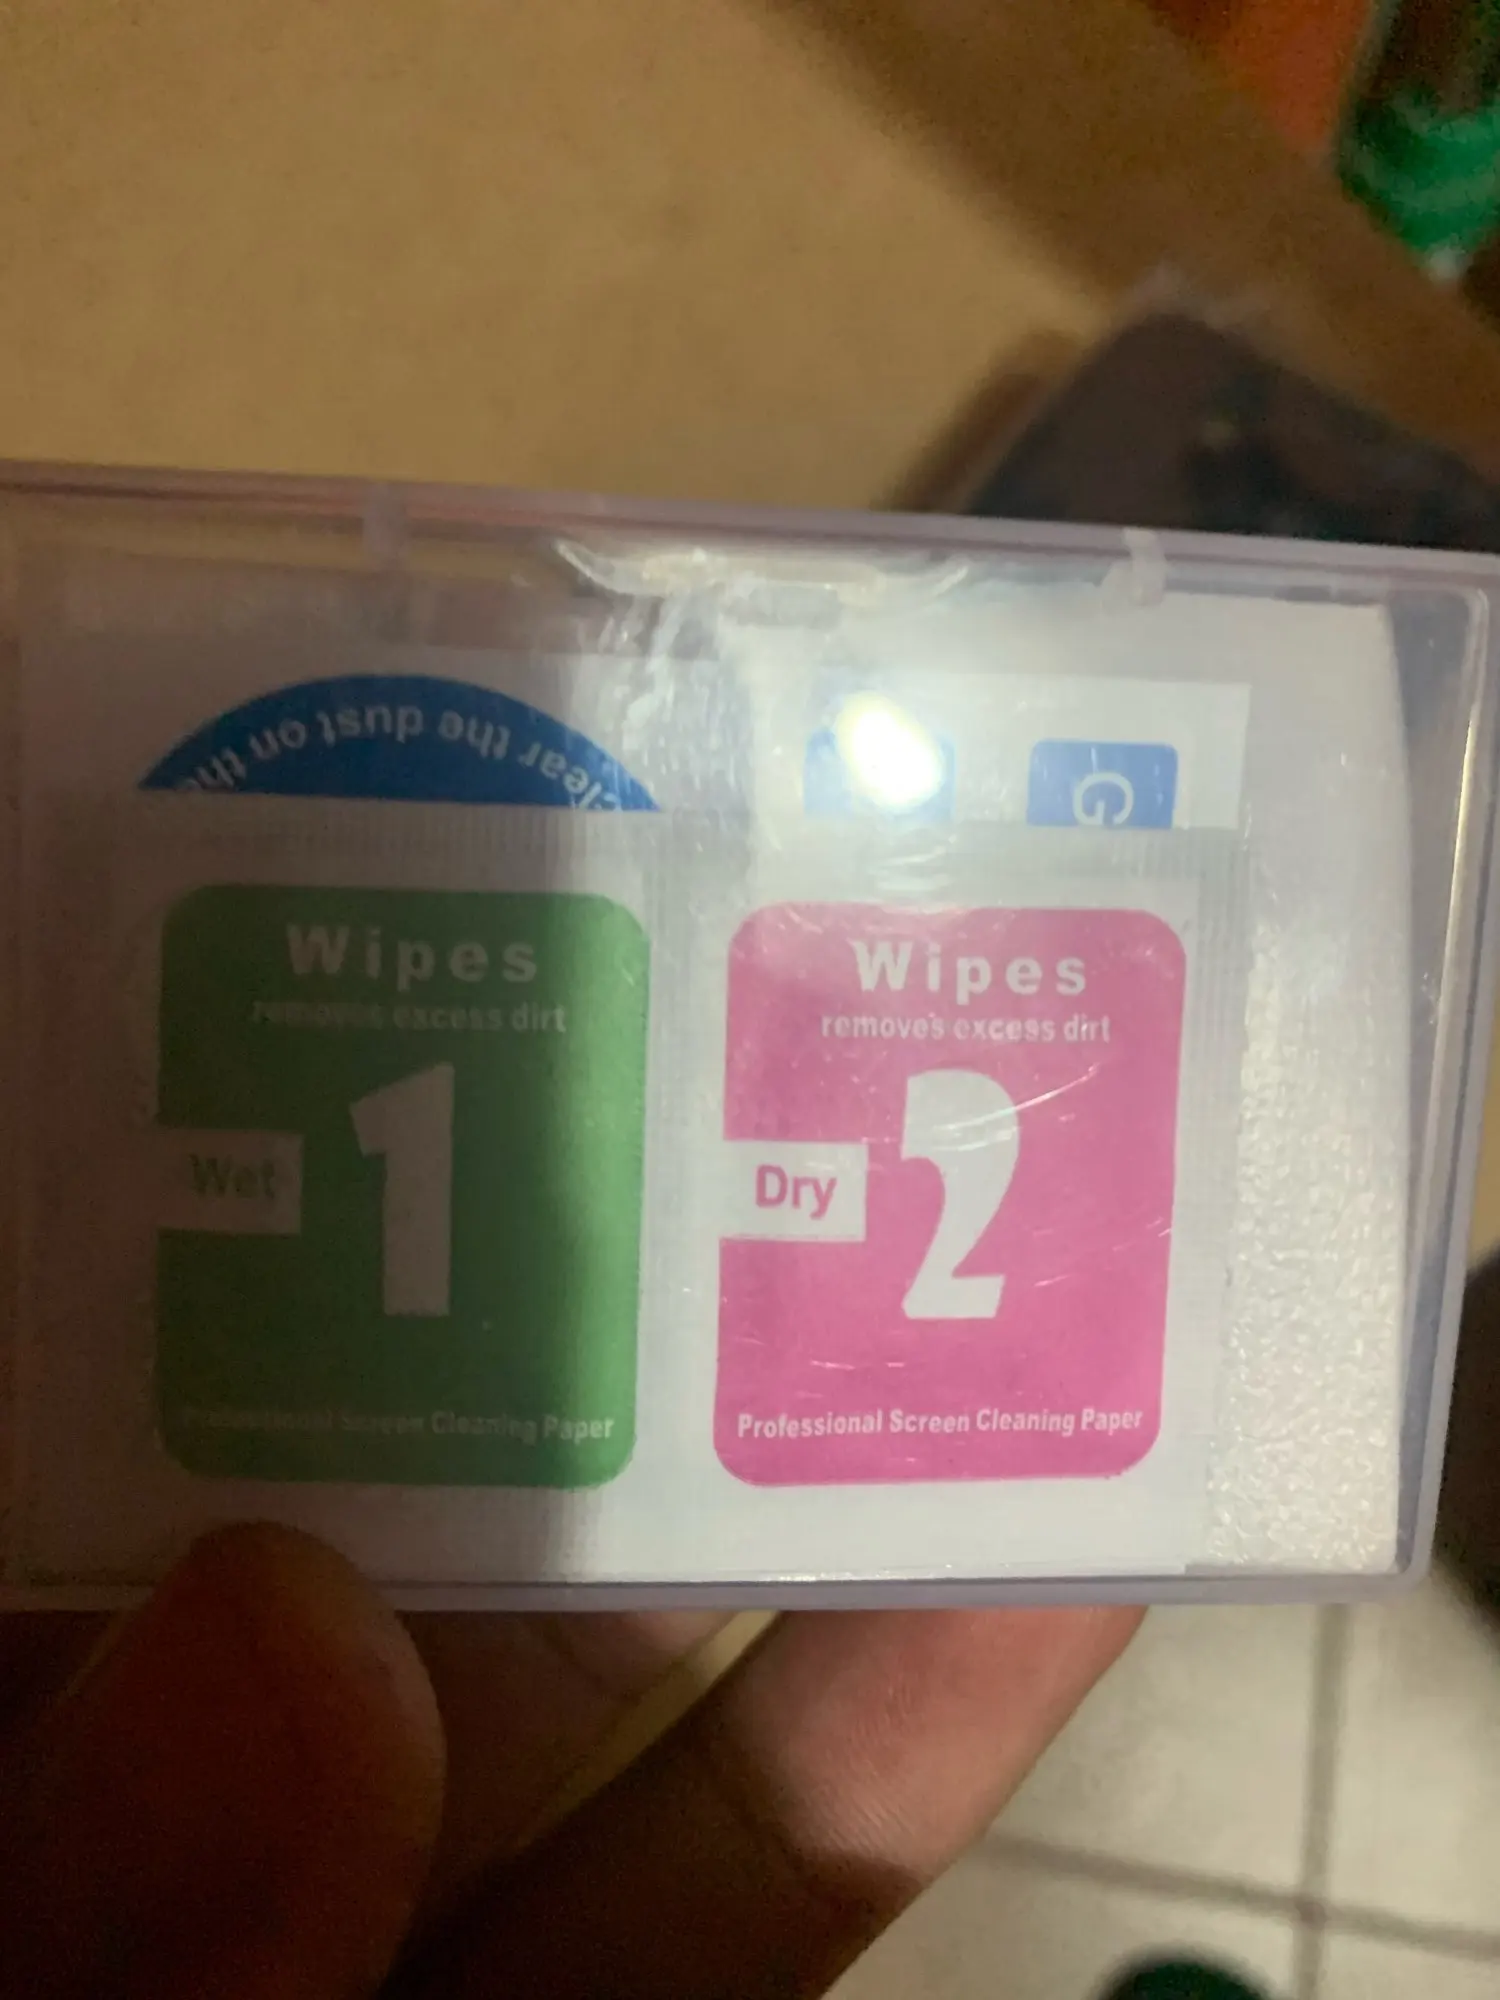 clear the dust on the
G
Wipes
removes excess dirt
1
Wet
Professional Screen Cleaning Paper
Wipes
removes excess dirt
2
Dry
Professional Screen Cleaning Paper